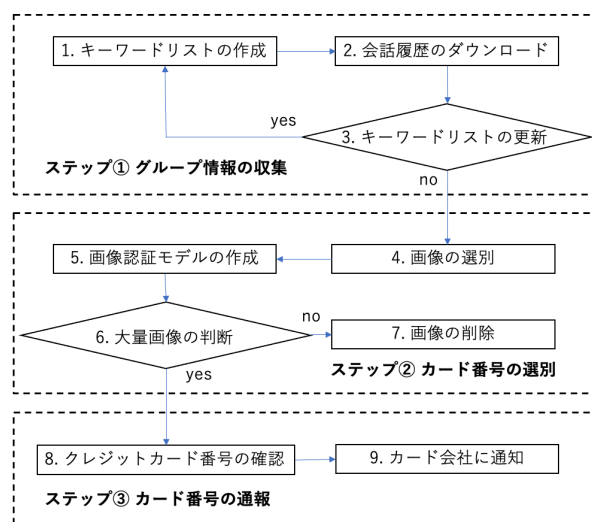 1. キーワードリストの作成
2. 会話履歴のダウンロード
yes
3. キーワードリストの更新
ステップ① グループ情報の収集
no
5. 画像認証モデルの作成
4. 画像の選別
6. 大量画像の判断
no
7. 画像の削除
yes
ステップ② カード番号の選別
8. クレジットカード番号の確認
9. カード会社に通知
ステップ③ カード番号の通報